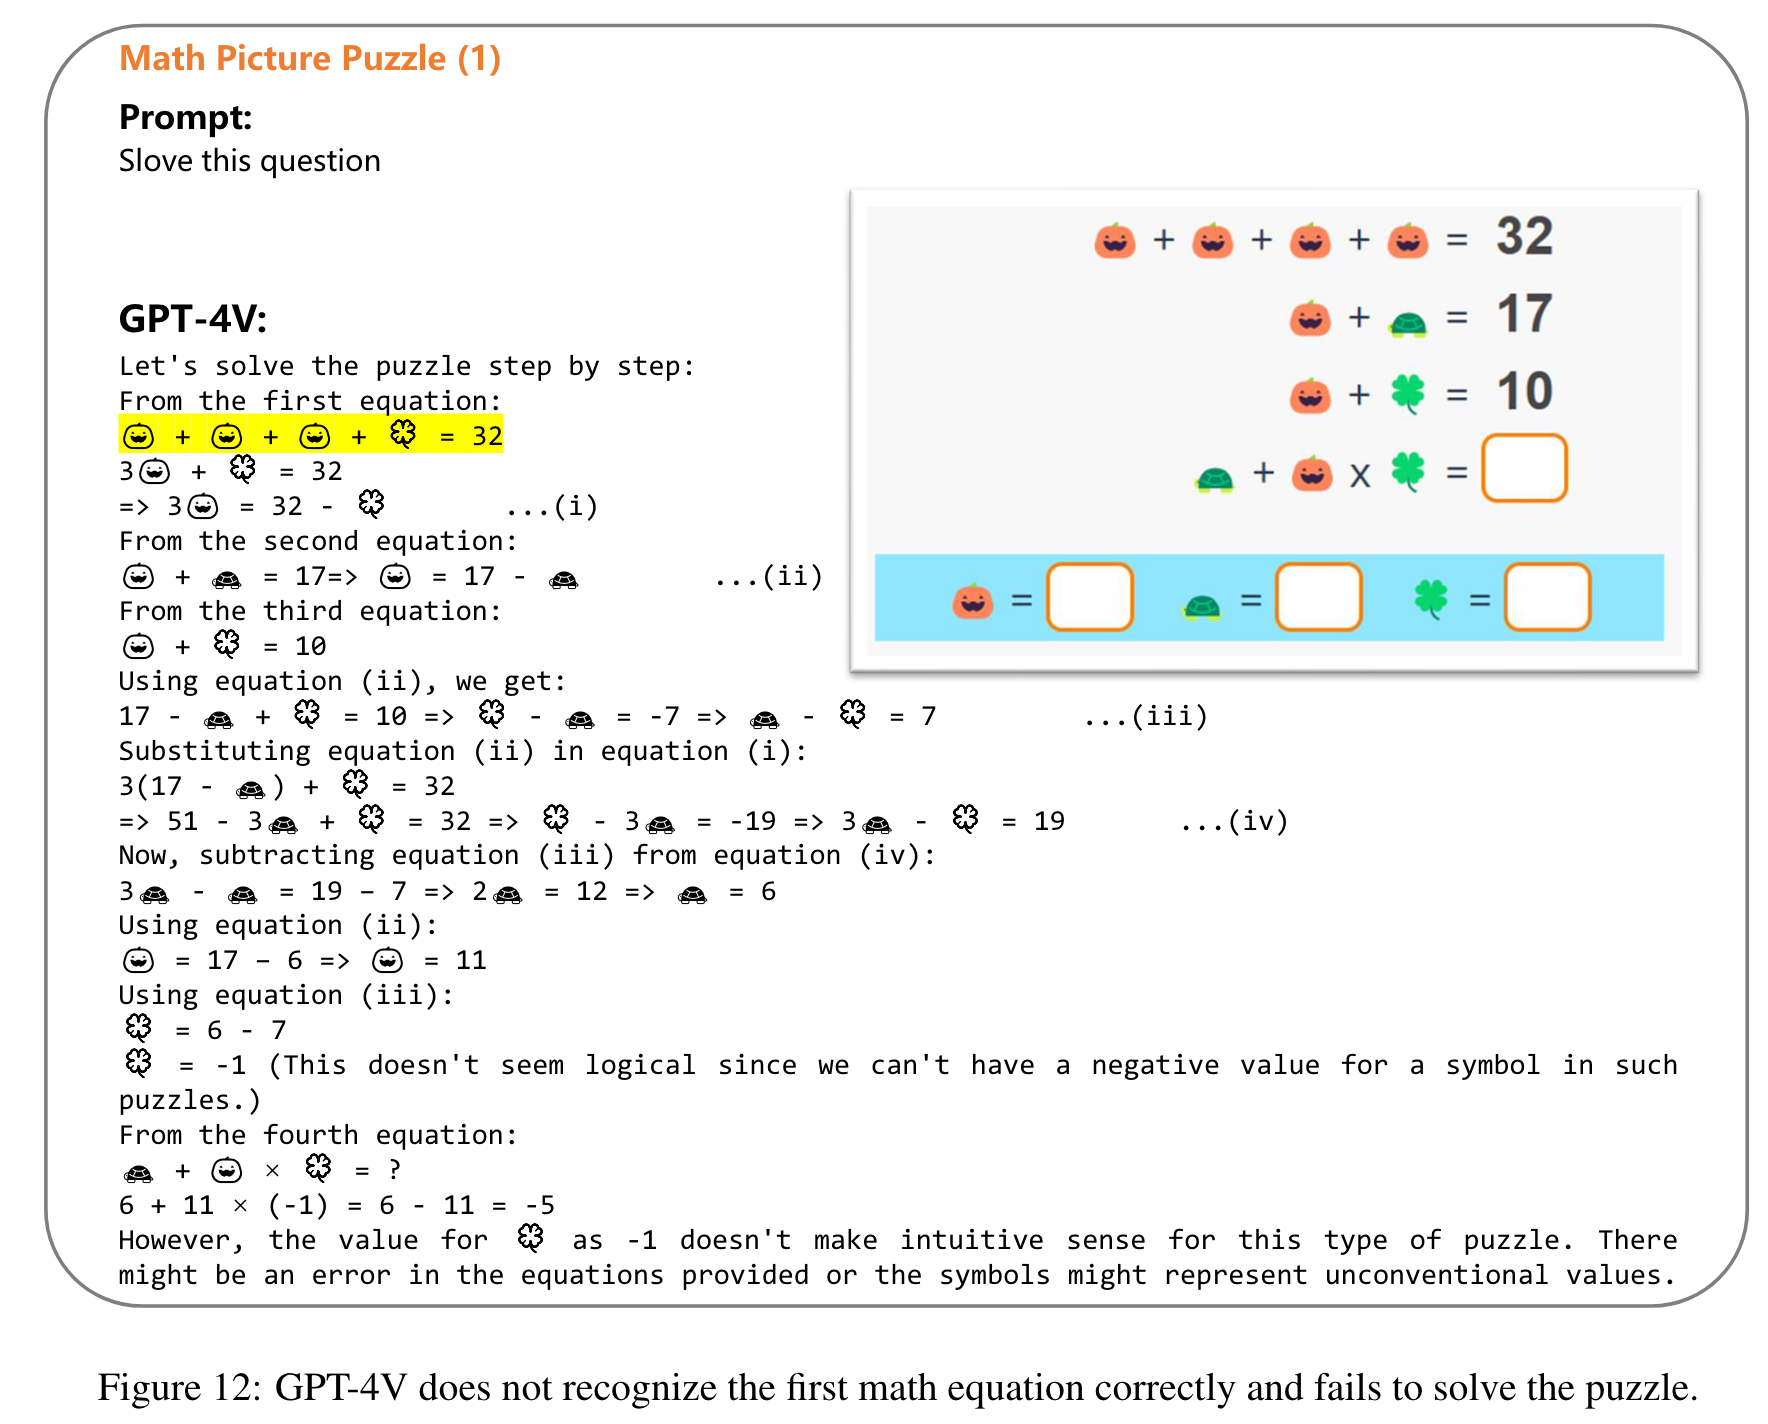 Math Picture Puzzle (1)
Prompt:
Slove this question
🎃 + 🎃 + 🎃 + 🎃 = 32
🎃 + 🐢 = 17
🎃 + 🍀 = 10
🐢 + 🎃 x 🍀 =
🎃 = 🐢 = 🍀 =
GPT-4V:
Let's solve the puzzle step by step:
From the first equation:
🎃 + 🎃 + 🎃 + 🍀 = 32
3🎃 + 🍀 = 32
=> 3🎃 = 32 - 🍀 ...(i)
From the second equation:
🎃 + 🐢 = 17=> 🎃 = 17 - 🐢 ...(ii)
From the third equation:
🎃 + 🍀 = 10
Using equation (ii), we get:
17 - 🐢 + 🍀 = 10 => 🍀 - 🐢 = -7 => 🐢 - 🍀 = 7 ...(iii)
Substituting equation (ii) in equation (i):
3(17 - 🐢) + 🍀 = 32
=> 51 - 3🐢 + 🍀 = 32 => 🍀 - 3🐢 = -19 => 3🐢 - 🍀 = 19 ...(iv)
Now, subtracting equation (iii) from equation (iv):
3🐢 - 🐢 = 19 – 7 => 2🐢 = 12 => 🐢 = 6
Using equation (ii):
🎃 = 17 – 6 => 🎃 = 11
Using equation (iii):
🍀 = 6 - 7
🍀 = -1 (This doesn't seem logical since we can't have a negative value for a symbol in such
puzzles.)
From the fourth equation:
🐢 + 🎃 × 🍀 = ?
6 + 11 × (-1) = 6 - 11 = -5
However, the value for 🍀 as -1 doesn't make intuitive sense for this type of puzzle. There
might be an error in the equations provided or the symbols might represent unconventional values.
Figure 12: GPT-4V does not recognize the first math equation correctly and fails to solve the puzzle.